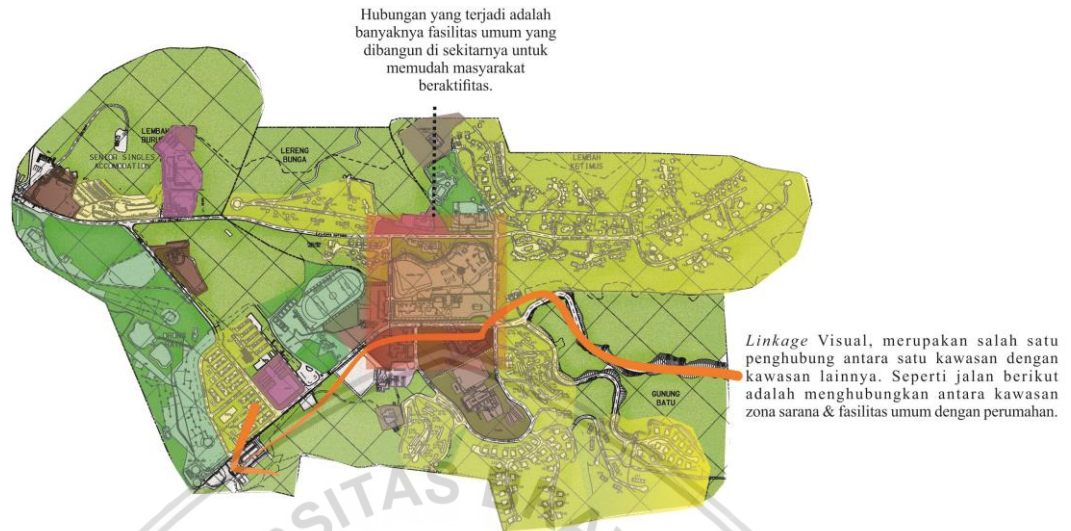 Hubungan yang terjadi adalah
banyaknya fasilitas umum yang
dibangun di sekitarnya untuk
memudah masyarakat
beraktifitas.
LEMBAH
SENIOR SINGLES
ACCOMODATION
LERENG
BUNGA
LEMBAH
KETIMUS
Linkage Visual, merupakan salah satu
penghubung antara satu kawasan dengan
kawasan lainnya. Seperti jalan berikut
adalah menghubungkan antara kawasan
zona sarana & fasilitas umum dengan perumahan.
GUNUNG
BATU